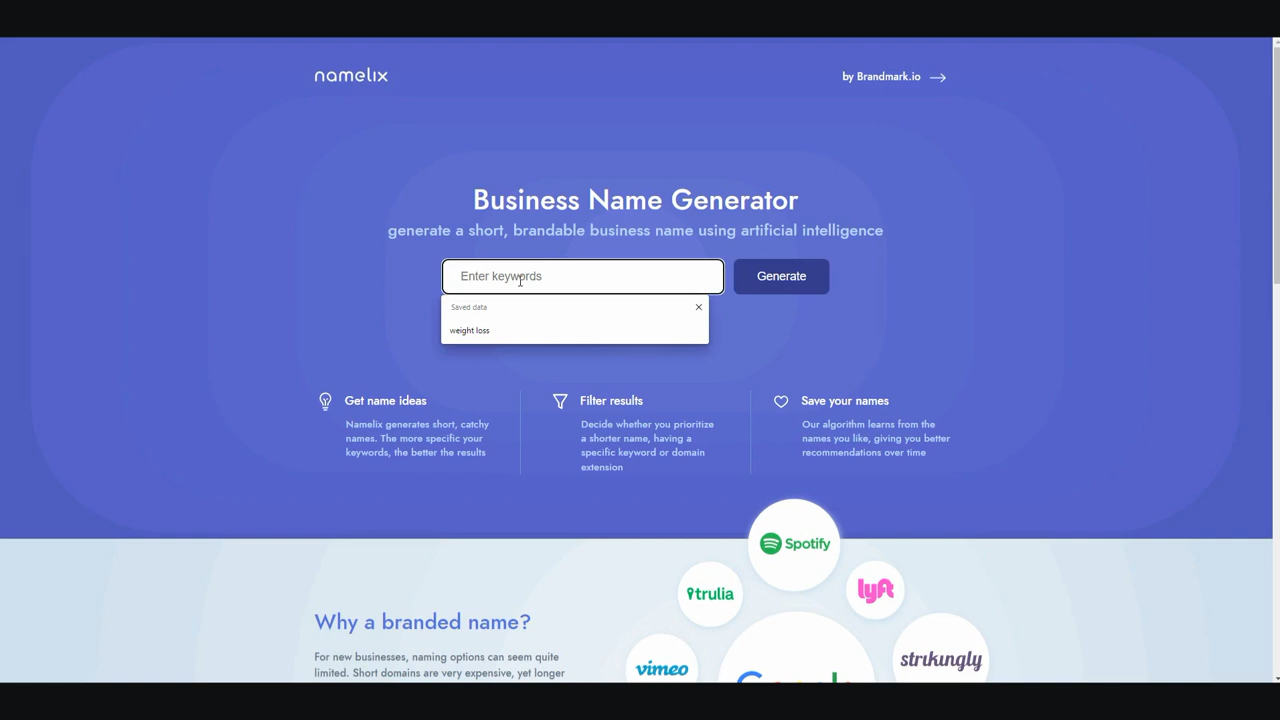 namelix
by Brandmark.io
Business Name Generator
generate a short, brandable business name using artificial intelligence
Enter keywords
Generate
Saved data
weight loss
Get name ideas
Namelix generates short, catchy
names. The more specific your
keywords, the better the results
Filter results
Decide whether you prioritize
a shorter name, having a
specific keyword or domain
extension
Save your names
Our algorithm learns from the
names you like, giving you better
recommendations over time
Spotify
trulia
lyft
Why a branded name?
For new businesses, naming options can seem quite
limited. Short domains are very expensive, yet longer
vimeo
strikingly
Google